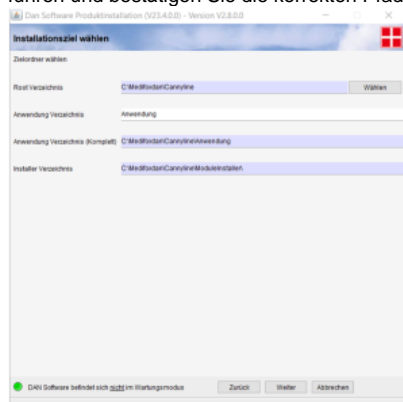 führen und bestätigen Sie die korrekten Pfad
Dan Software Produktinstallation (V23.4.0.0) - Version V2.8.0.0
Installationsziel wählen
Zielordner wählen
Root Verzeichnis C:\Medifoxdan\Cannyline Wählen
Anwendung Verzeichnis Anwendung
Anwendung Verzeichnis (Komplett) C:\Medifoxdan\Cannyline\Anwendung
Installer Verzeichnis C:\Medifoxdan\Cannyline\ModuleInstaller\
DAN Software befindet sich nicht im Wartungsmodus Zurück Weiter Abbrechen